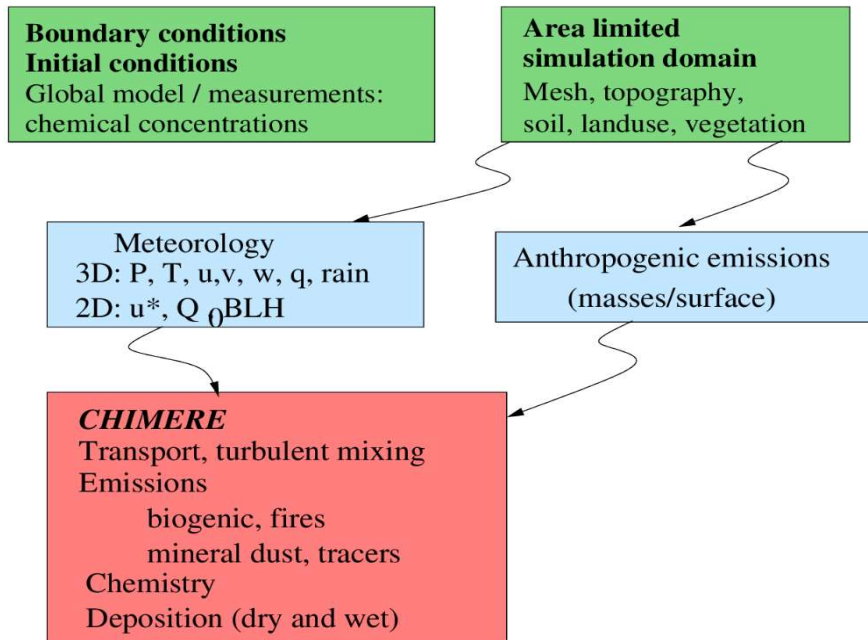 Boundary conditions
Initial conditions
Global model / measurements:
chemical concentrations
Area limited
simulation domain
Mesh, topography,
soil, landuse, vegetation
Meteorology
3D: P, T, u,v, w, q, rain
2D: u*, Q 0BLH
Anthropogenic emissions
(masses/surface)
CHIMERE
Transport, turbulent mixing
Emissions
biogenic, fires
mineral dust, tracers
Chemistry
Deposition (dry and wet)